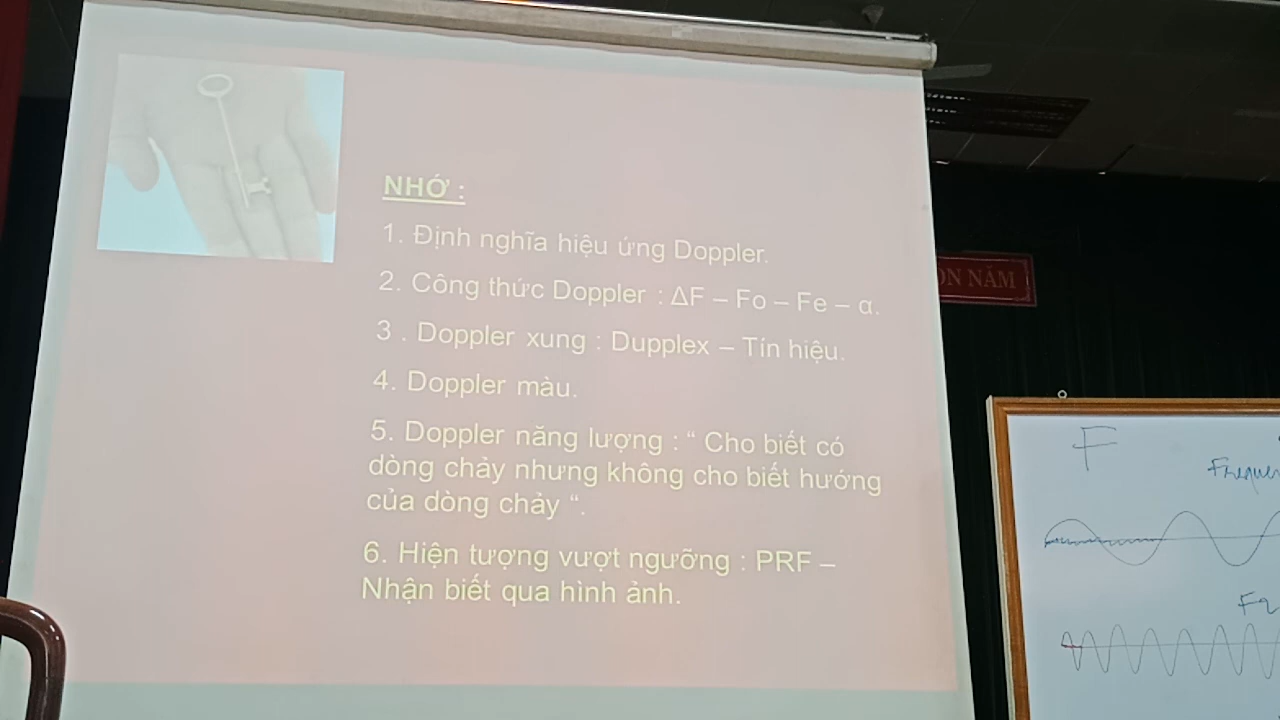 NHỚ :
1. Định nghĩa hiệu ứng Doppler.
2. Công thức Doppler : ΔF – Fo – Fe – α.
3 . Doppler xung : Dupplex – Tín hiệu.
4. Doppler màu.
5. Doppler năng lượng : “ Cho biết có
dòng chảy nhưng không cho biết hướng
của dòng chảy “.
6. Hiện tượng vượt ngưỡng : PRF –
Nhận biết qua hình ảnh.
NĂM
F